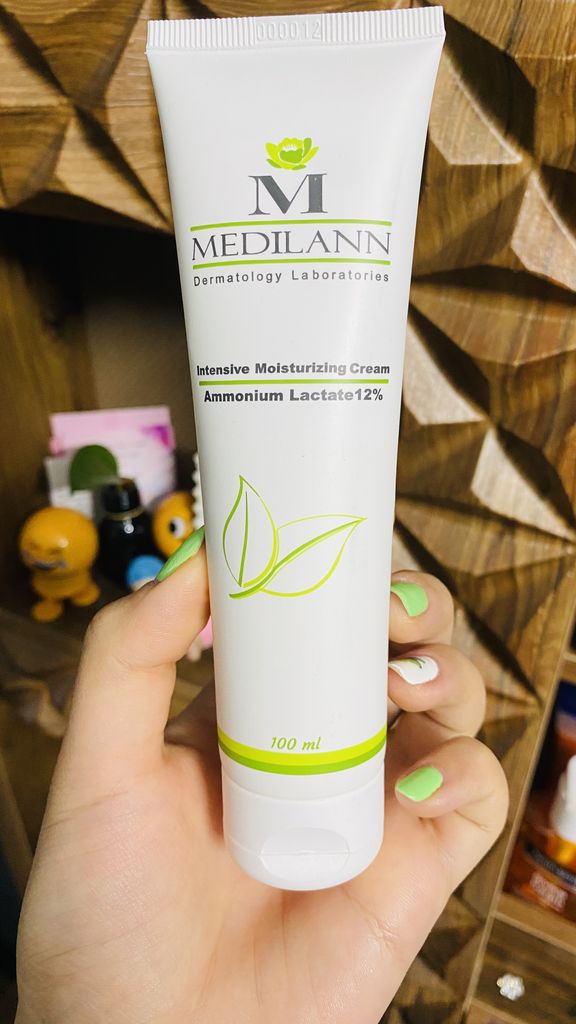 000012
M
MEDILANN
Dermatology Laboratories
Intensive Moisturizing Cream
Ammonium Lactate12%
100 ml